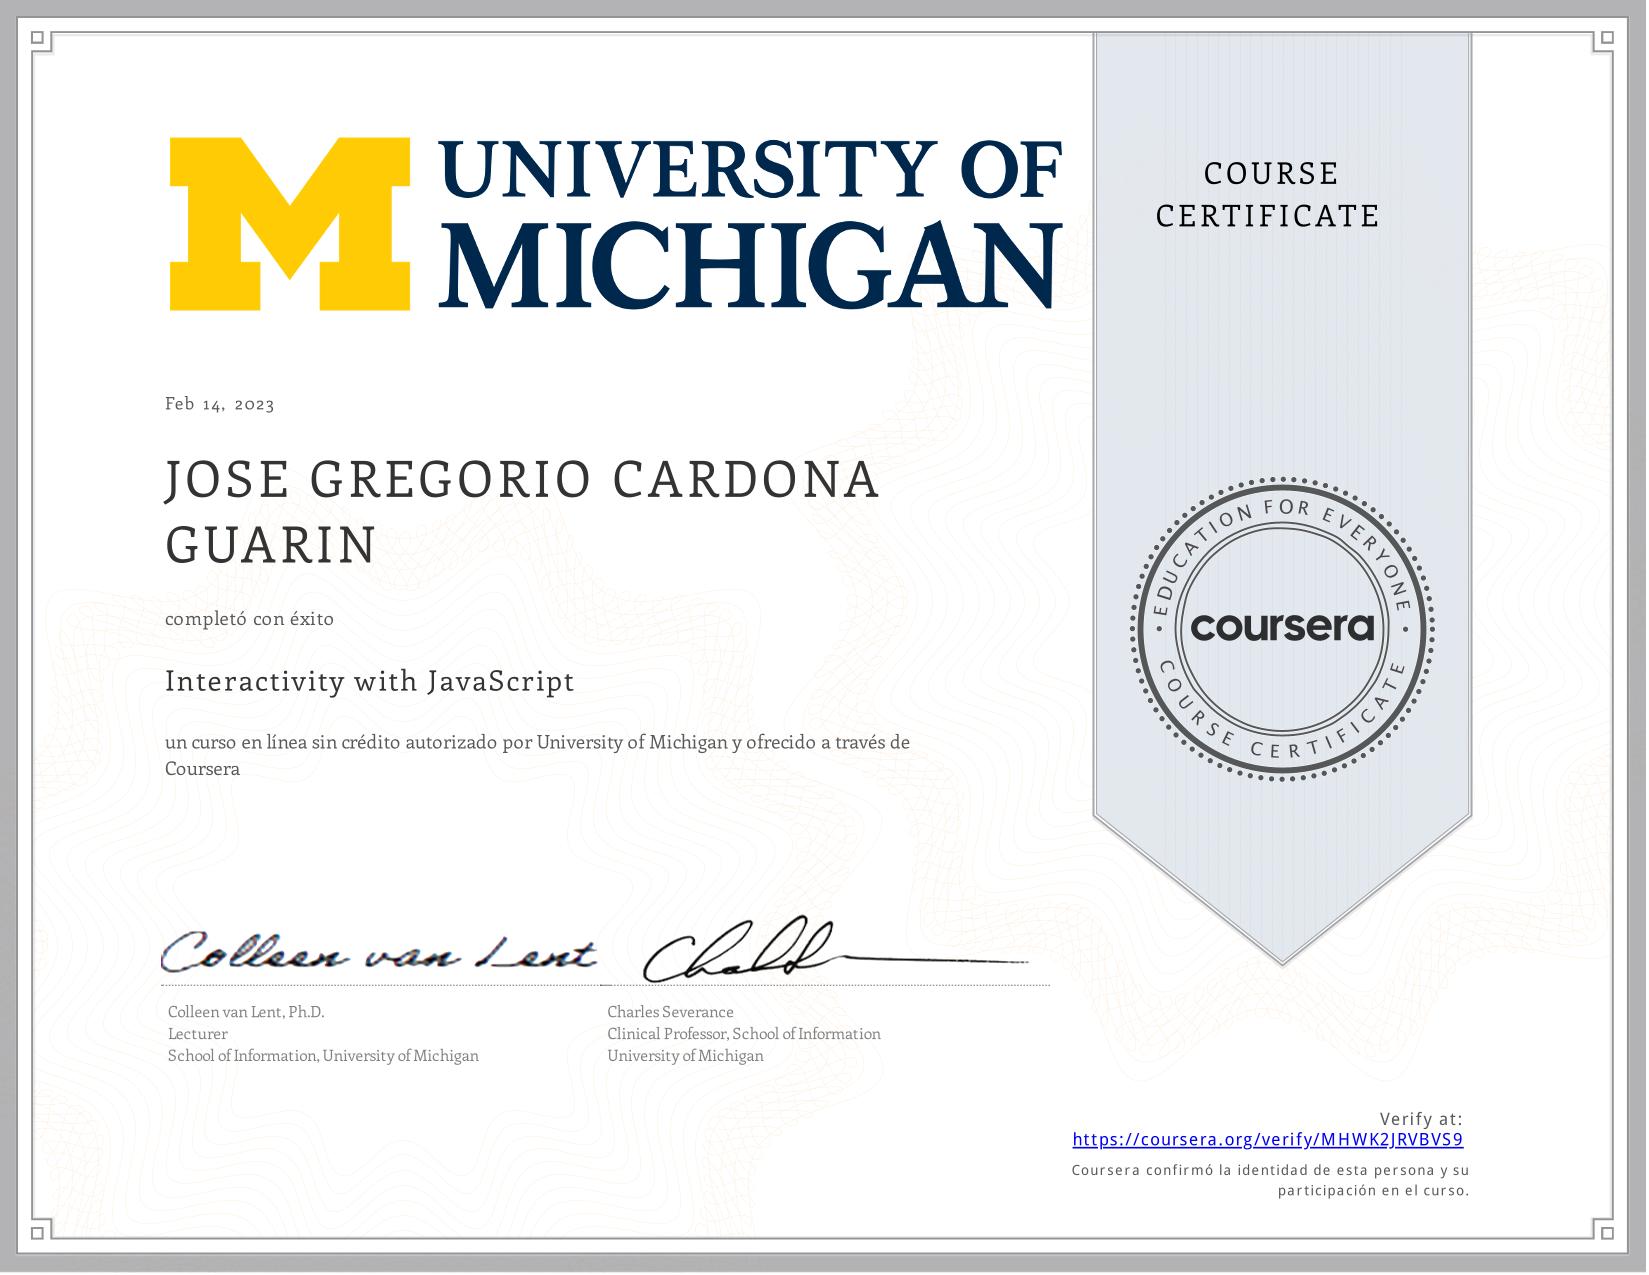 M UNIVERSITY OF
MICHIGAN
COURSE
CERTIFICATE
Feb 14, 2023
JOSE GREGORIO CARDONA
GUARIN
completó con éxito
Interactivity with JavaScript
un curso en línea sin crédito autorizado por University of Michigan y ofrecido a través de
Coursera
• EDUCATION FOR EVERYONE •
coursera
COURSE CERTIFICATE
Colleen van Lent
Colleen van Lent, Ph.D.
Lecturer
School of Information, University of Michigan
Charles Severance
Clinical Professor, School of Information
University of Michigan
Verify at:
https://coursera.org/verify/MHWK2JRVBVS9
Coursera confirmó la identidad de esta persona y su
participación en el curso.